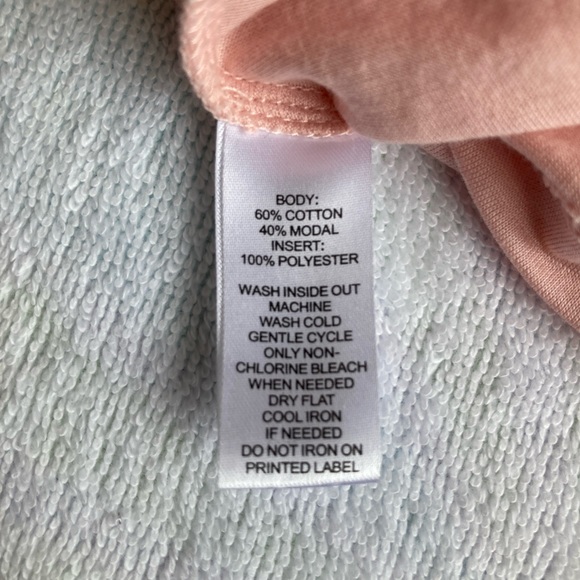 BODY:
60% COTTON
40% MODAL
INSERT:
100% POLYESTER
WASH INSIDE OUT
MACHINE
WASH COLD
GENTLE CYCLE
ONLY NON-
CHLORINE BLEACH
WHEN NEEDED
DRY FLAT
COOL IRON
IF NEEDED
DO NOT IRON ON
PRINTED LABEL